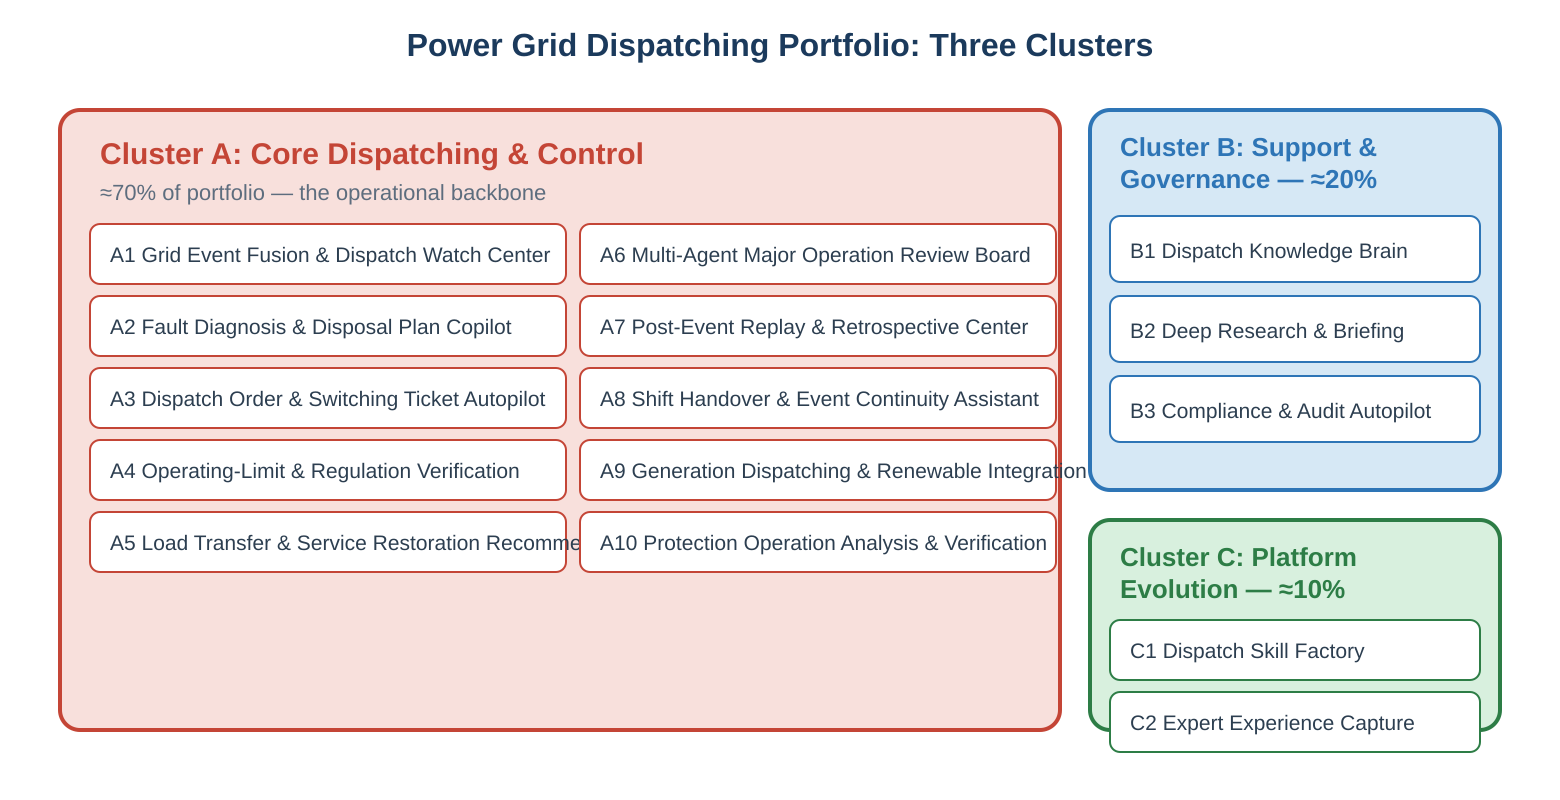 Power Grid Dispatching Portfolio: Three Clusters
Cluster A: Core Dispatching & Control
≈70% of portfolio — the operational backbone
A1 Grid Event Fusion & Dispatch Watch Center
A2 Fault Diagnosis & Disposal Plan Copilot
A3 Dispatch Order & Switching Ticket Autopilot
A4 Operating-Limit & Regulation Verification
A5 Load Transfer & Service Restoration
A6 Multi-Agent Major Operation Review Board
A7 Post-Event Replay & Retrospective Center
A8 Shift Handover & Event Continuity Assistant
A9 Generation Dispatching & Renewable Integration
A10 Protection Operation Analysis & Verification
Cluster B: Support &
Governance — ≈20%
B1 Dispatch Knowledge Brain
B2 Deep Research & Briefing
B3 Compliance & Audit Autopilot
Cluster C: Platform
Evolution — ≈10%
C1 Dispatch Skill Factory
C2 Expert Experience Capture